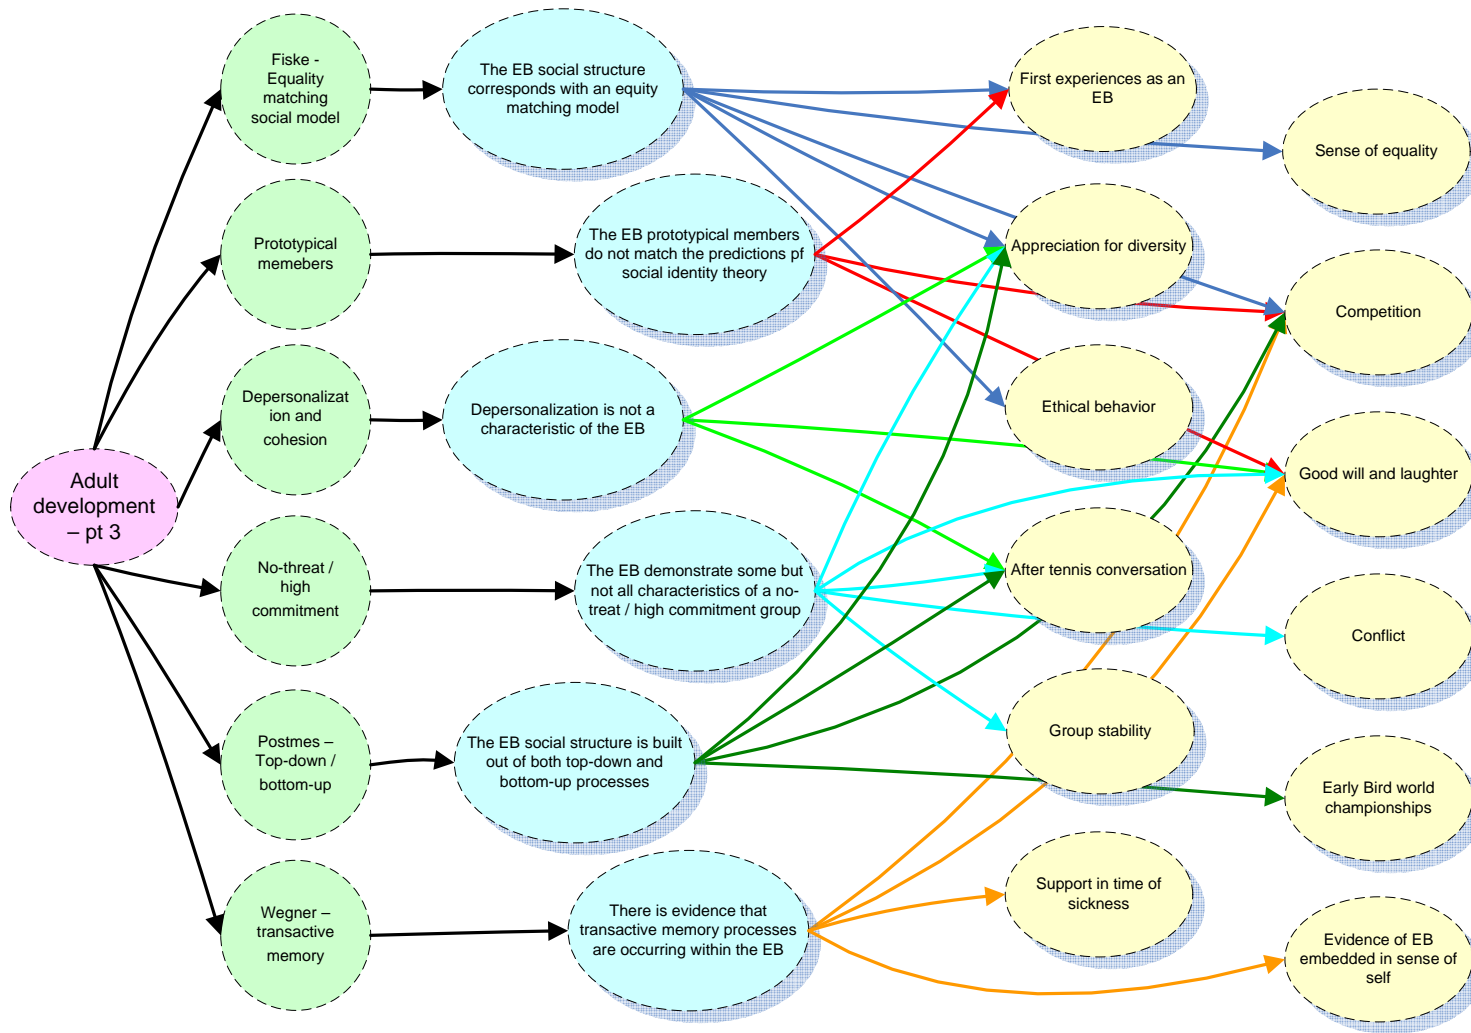 Adult
development
– pt 3
Fiske -
Equality
matching
social model
Prototypical
memebers
Depersonalizat
ion and
cohesion
No-threat /
high
commitment
Postmes –
Top-down /
bottom-up
Wegner –
transactive
memory
The EB social structure
corresponds with an equity
matching model
The EB prototypical members
do not match the predictions pf
social identity theory
Depersonalization is not a
characteristic of the EB
The EB demonstrate some but
not all characteristics of a no-
treat / high commitment group
The EB social structure is built
out of both top-down and
bottom-up processes
There is evidence that
transactive memory processes
are occurring within the EB
First experiences as an
EB
Appreciation for diversity
Ethical behavior
After tennis conversation
Group stability
Support in time of
sickness
Sense of equality
Competition
Good will and laughter
Conflict
Early Bird world
championships
Evidence of EB
embedded in sense of
self